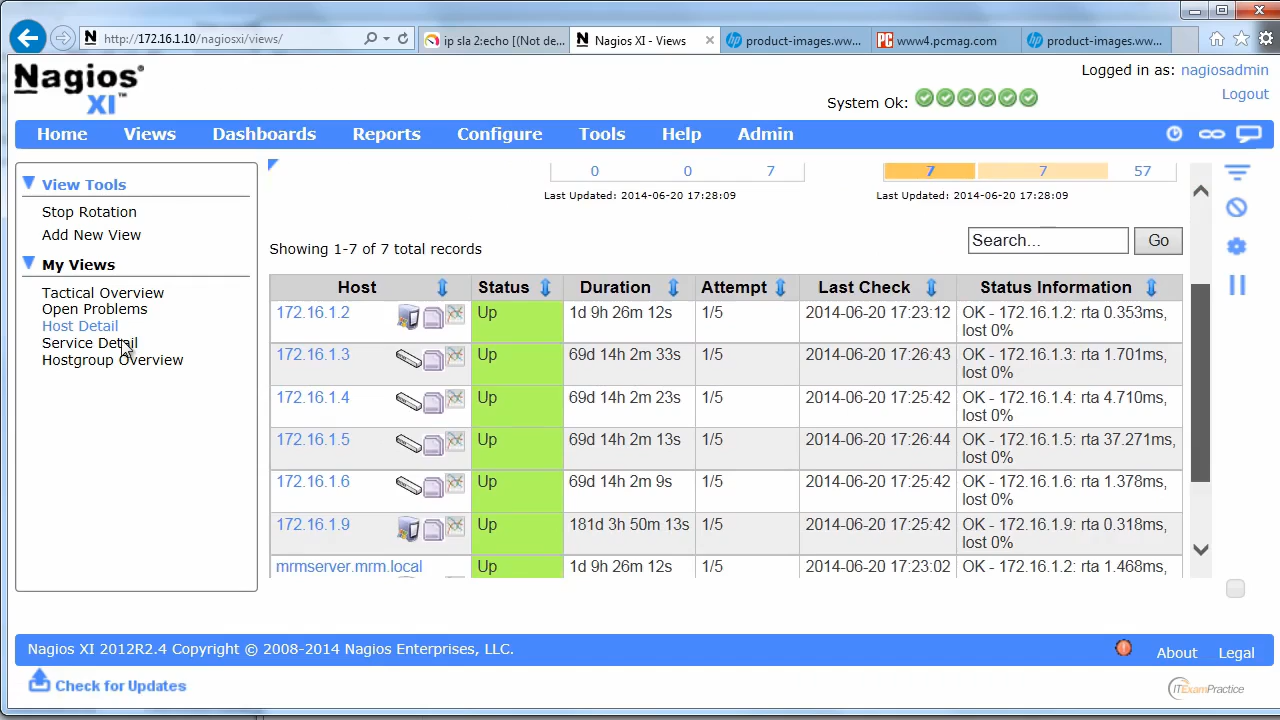 http://172.16.1.10/nagiosxi/views/
ip sla 2:echo [(Not de...
Nagios XI - Views
product-images.ww...
www4.pcmag.com
product-images.ww...
Nagios®
XI™
Logged in as: nagiosadmin
System Ok:
Logout
Home Views Dashboards Reports Configure Tools Help Admin
View Tools
Stop Rotation
Add New View
My Views
Tactical Overview
Open Problems
Host Detail
Service Detail
Hostgroup Overview
0 0 7
7 7 57
Last Updated: 2014-06-20 17:28:09
Last Updated: 2014-06-20 17:28:09
Showing 1-7 of 7 total records
Search... Go
Host Status Duration Attempt Last Check Status Information
172.16.1.2 Up 1d 9h 26m 12s 1/5 2014-06-20 17:23:12 OK - 172.16.1.2: rta 0.353ms,
lost 0%
172.16.1.3 Up 69d 14h 2m 33s 1/5 2014-06-20 17:26:43 OK - 172.16.1.3: rta 1.701ms,
lost 0%
172.16.1.4 Up 69d 14h 2m 23s 1/5 2014-06-20 17:25:42 OK - 172.16.1.4: rta 4.710ms,
lost 0%
172.16.1.5 Up 69d 14h 2m 13s 1/5 2014-06-20 17:26:44 OK - 172.16.1.5: rta 37.271ms,
lost 0%
172.16.1.6 Up 69d 14h 2m 9s 1/5 2014-06-20 17:25:42 OK - 172.16.1.6: rta 1.378ms,
lost 0%
172.16.1.9 Up 181d 3h 50m 13s 1/5 2014-06-20 17:25:42 OK - 172.16.1.9: rta 0.318ms,
lost 0%
mrmserver.mrm.local Up 1d 9h 26m 12s 1/5 2014-06-20 17:23:02 OK - 172.16.1.2: rta 1.468ms,
Nagios XI 2012R2.4 Copyright © 2008-2014 Nagios Enterprises, LLC.
About Legal
Check for Updates
ITExamPractice